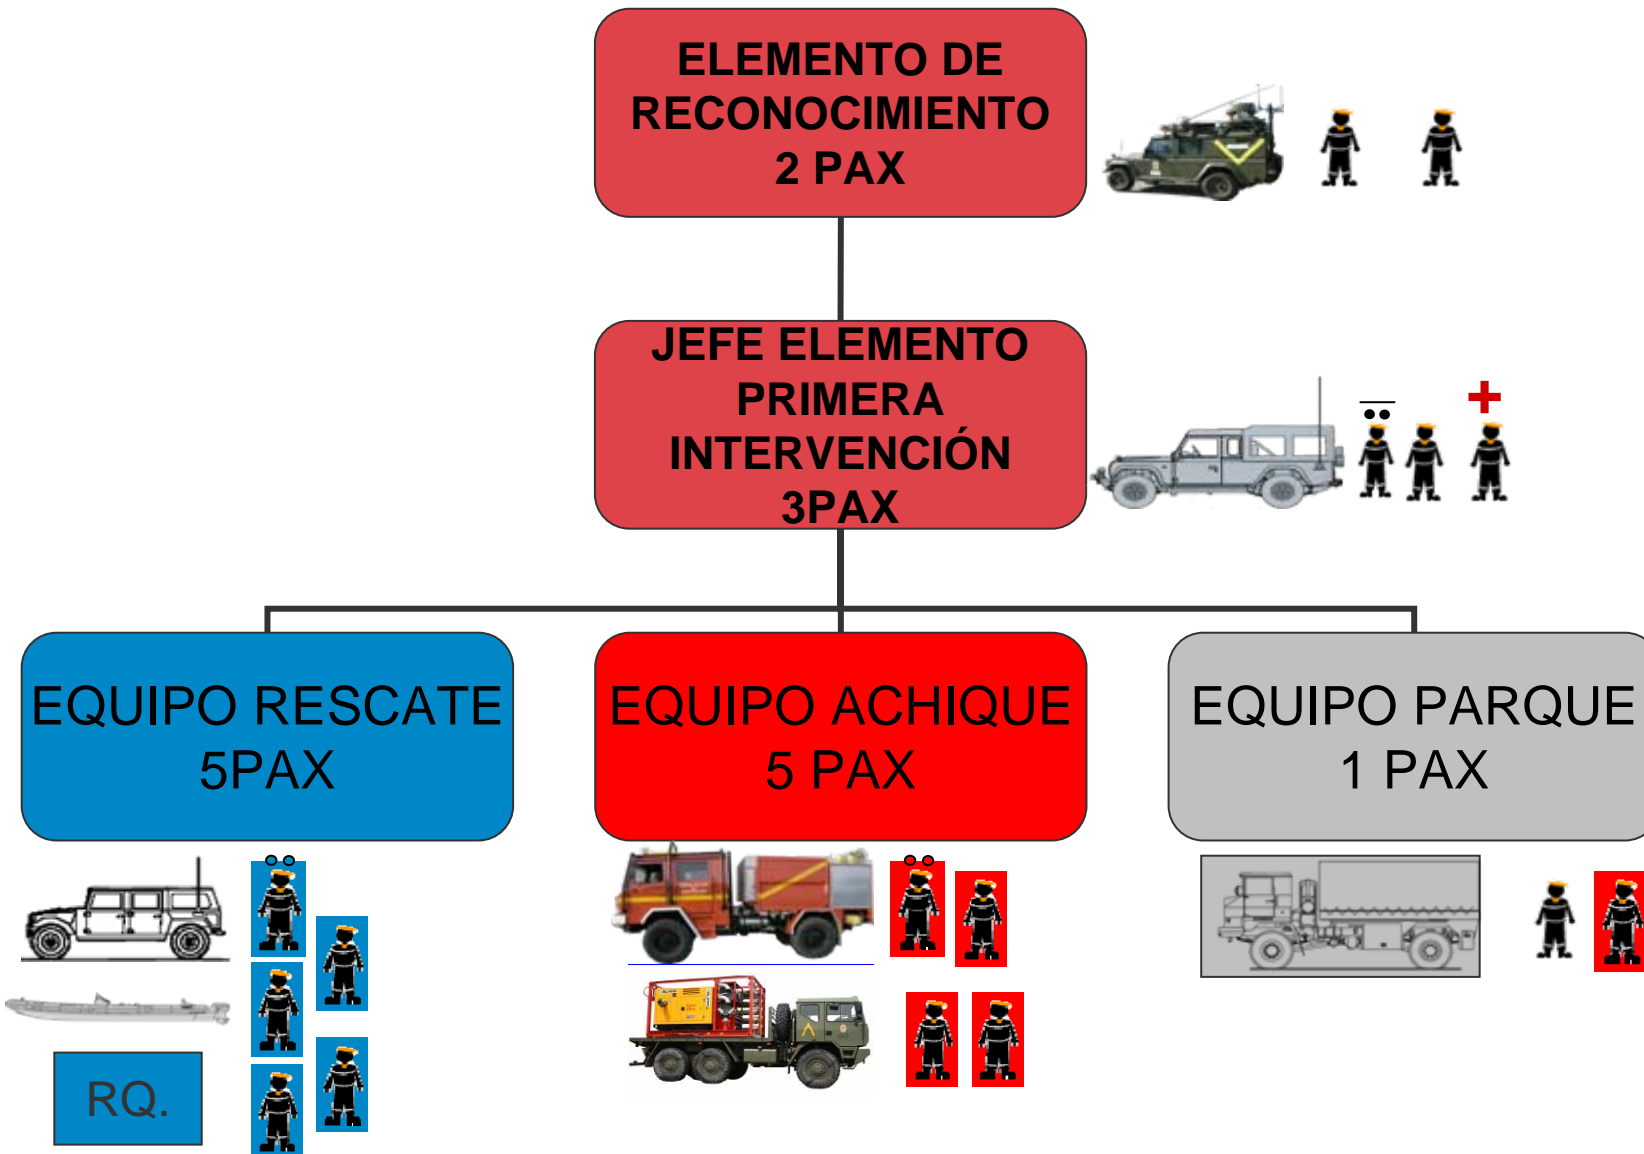 ELEMENTO DE
RECONOCIMIENTO
2 PAX
JEFE ELEMENTO
PRIMERA
INTERVENCIÓN
3PAX
EQUIPO RESCATE
5PAX
EQUIPO ACHIQUE
5 PAX
EQUIPO PARQUE
1 PAX
RQ.